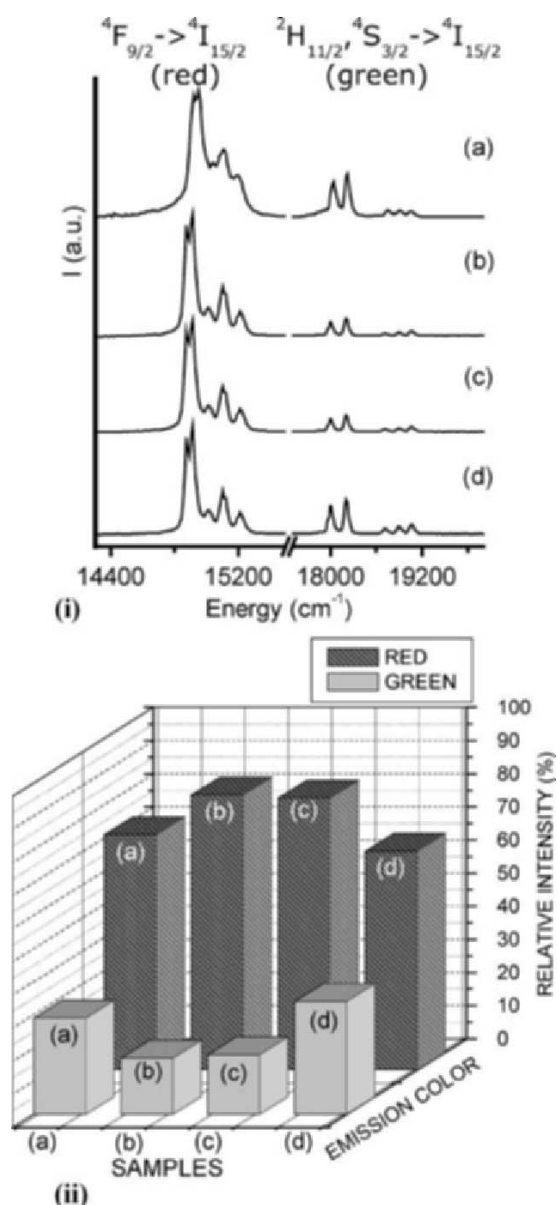 ⁴F₉/₂->⁴I₁₅/₂ ²H₁₁/₂,⁴S₃/₂->⁴I₁₅/₂
(red) (green)
(a)
(b)
(c)
(d)
I (a.u.)
14400 15200 18000 19200
(i) Energy (cm⁻¹)
RED
GREEN
100
90
80
70
60
50
40
30
20
10
0
RELATIVE INTENSITY (%)
(a) (b) (c) (d)
(a) (b) (c) (d)
EMISSION COLOR
(a) (b) (c) (d)
SAMPLES
(ii)